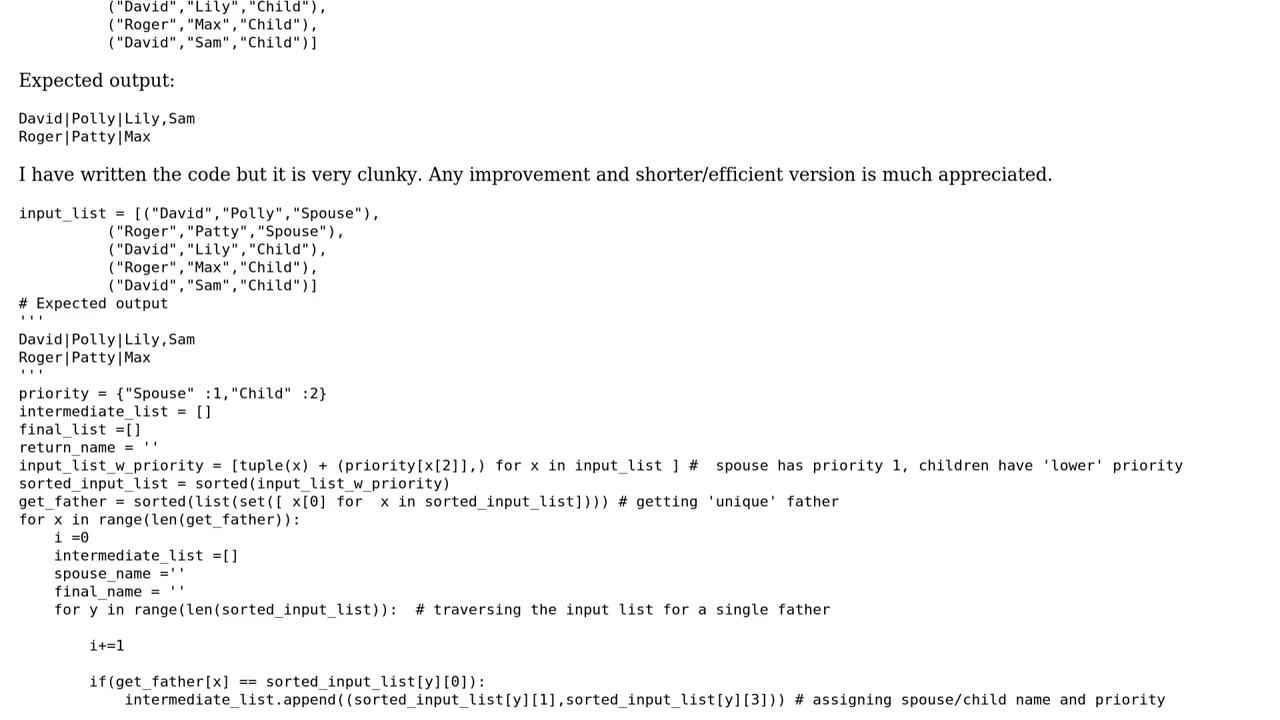 ("David","Lily","Child"),
("Roger","Max","Child"),
("David","Sam","Child")]
Expected output:
David|Polly|Lily,Sam
Roger|Patty|Max
I have written the code but it is very clunky. Any improvement and shorter/efficient version is much appreciated.
input_list = [("David","Polly","Spouse"),
("Roger","Patty","Spouse"),
("David","Lily","Child"),
("Roger","Max","Child"),
("David","Sam","Child")]
# Expected output
'''
David|Polly|Lily,Sam
Roger|Patty|Max
'''
priority = {"Spouse" :1,"Child" :2}
intermediate_list = []
final_list =[]
return_name = ''
input_list_w_priority = [tuple(x) + (priority[x[2]],) for x in input_list ] #  spouse has priority 1, children have 'lower' priority
sorted_input_list = sorted(input_list_w_priority)
get_father = sorted(list(set([ x[0] for  x in sorted_input_list]))) # getting 'unique' father
for x in range(len(get_father)):
    i =0
    intermediate_list =[]
    spouse_name =''
    final_name = ''
    for y in range(len(sorted_input_list)):  # traversing the input list for a single father
        i+=1
        if(get_father[x] == sorted_input_list[y][0]):
            intermediate_list.append((sorted_input_list[y][1],sorted_input_list[y][3])) # assigning spouse/child name and priority